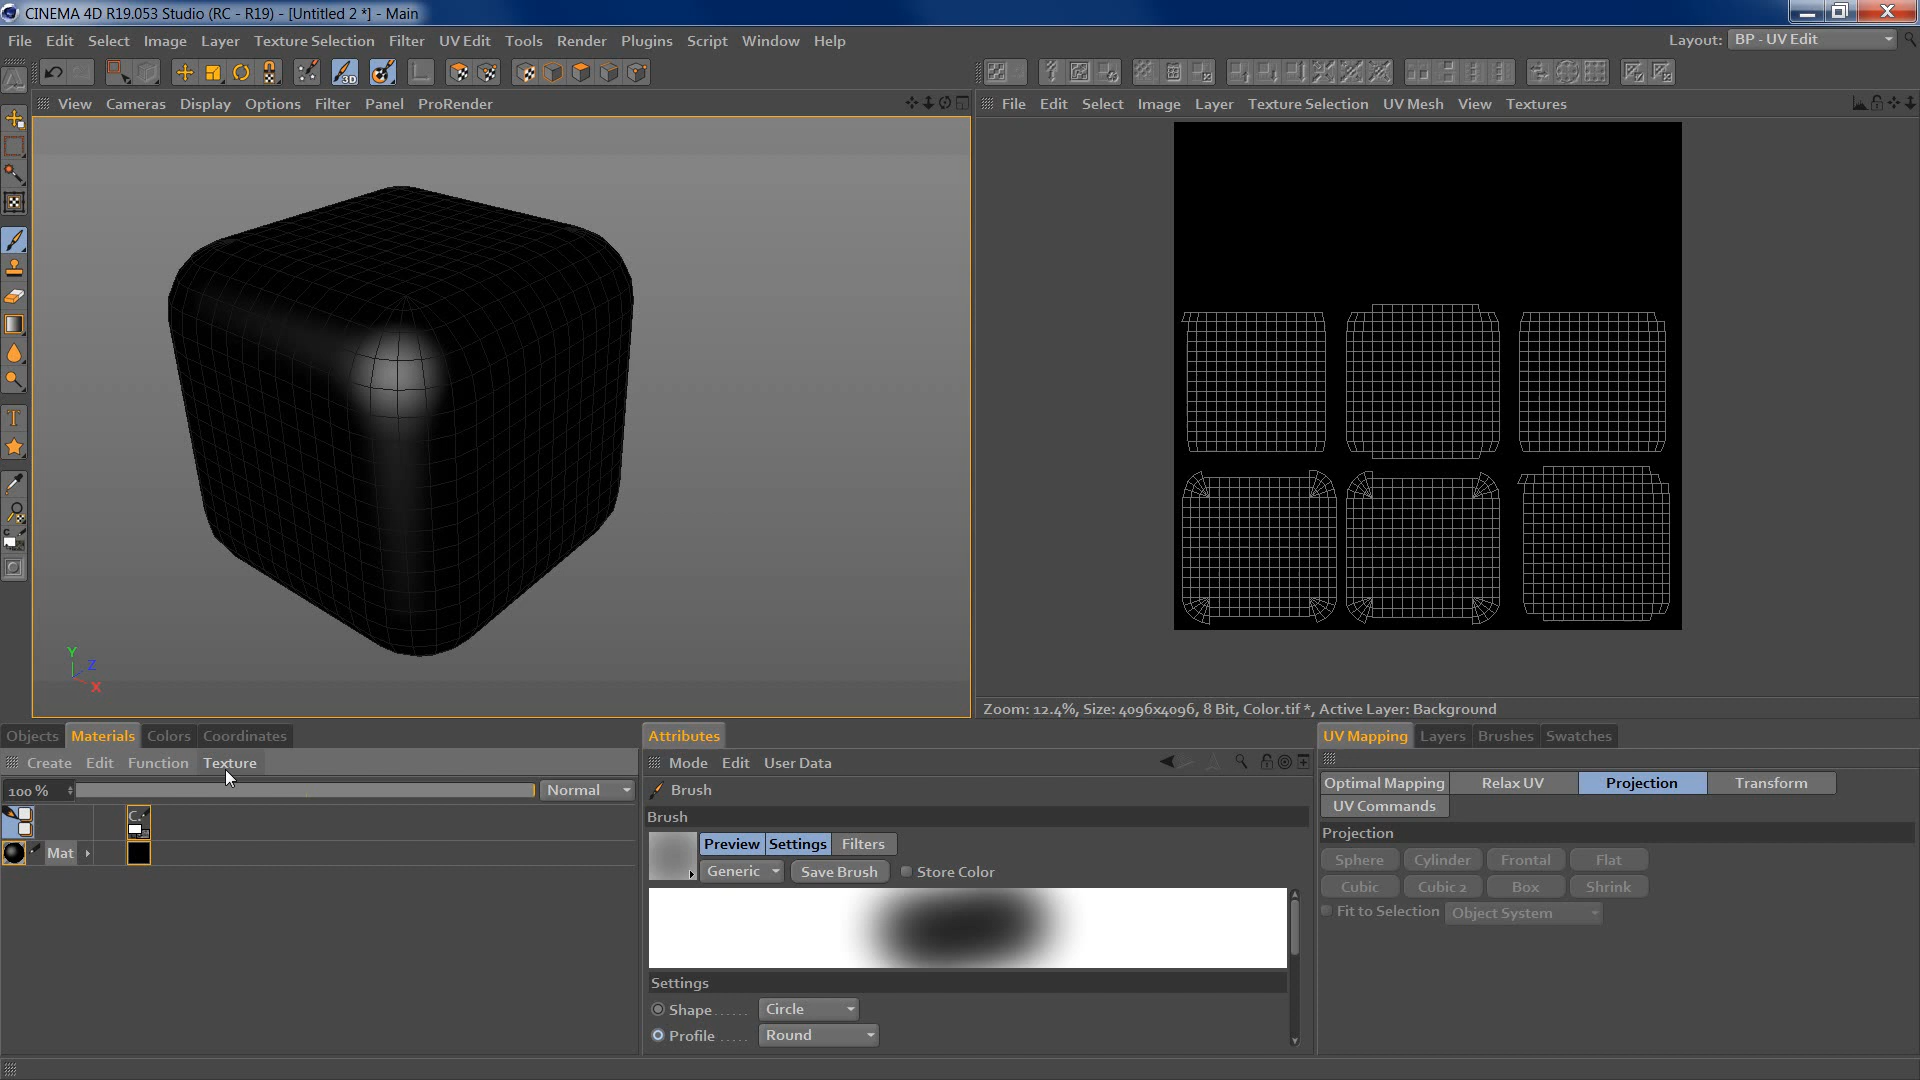 CINEMA 4D R19.053 Studio (RC - R19) - [Untitled 2 *] - Main
File Edit Select Image Layer Texture Selection Filter UV Edit Tools Render Plugins Script Window Help
Layout: BP - UV Edit
3D
View Cameras Display Options Filter Panel ProRender
File Edit Select Image Layer Texture Selection UV Mesh View Textures
T
C
Y
Z
X
Zoom: 12.4%, Size: 4096x4096, 8 Bit, Color.tif *, Active Layer: Background
Objects Materials Colors Coordinates
Attributes
UV Mapping Layers Brushes Swatches
Create Edit Function Texture
Mode Edit User Data
100 % Normal
Optimal Mapping Relax UV Projection Transform
UV Commands
Brush
Brush
C
Mat
Projection
Preview Settings Filters
Generic Save Brush Store Color
Sphere Cylinder Frontal Flat
Cubic Cubic 2 Box Shrink
Fit to Selection Object System
Settings
Shape ...... Circle
Profile ..... Round